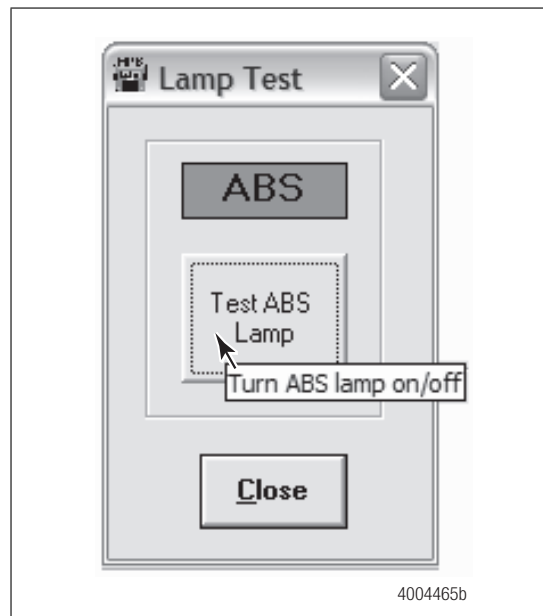 Lamp Test
ABS
Test ABS
Lamp
Turn ABS lamp on/off
Close
4004465b